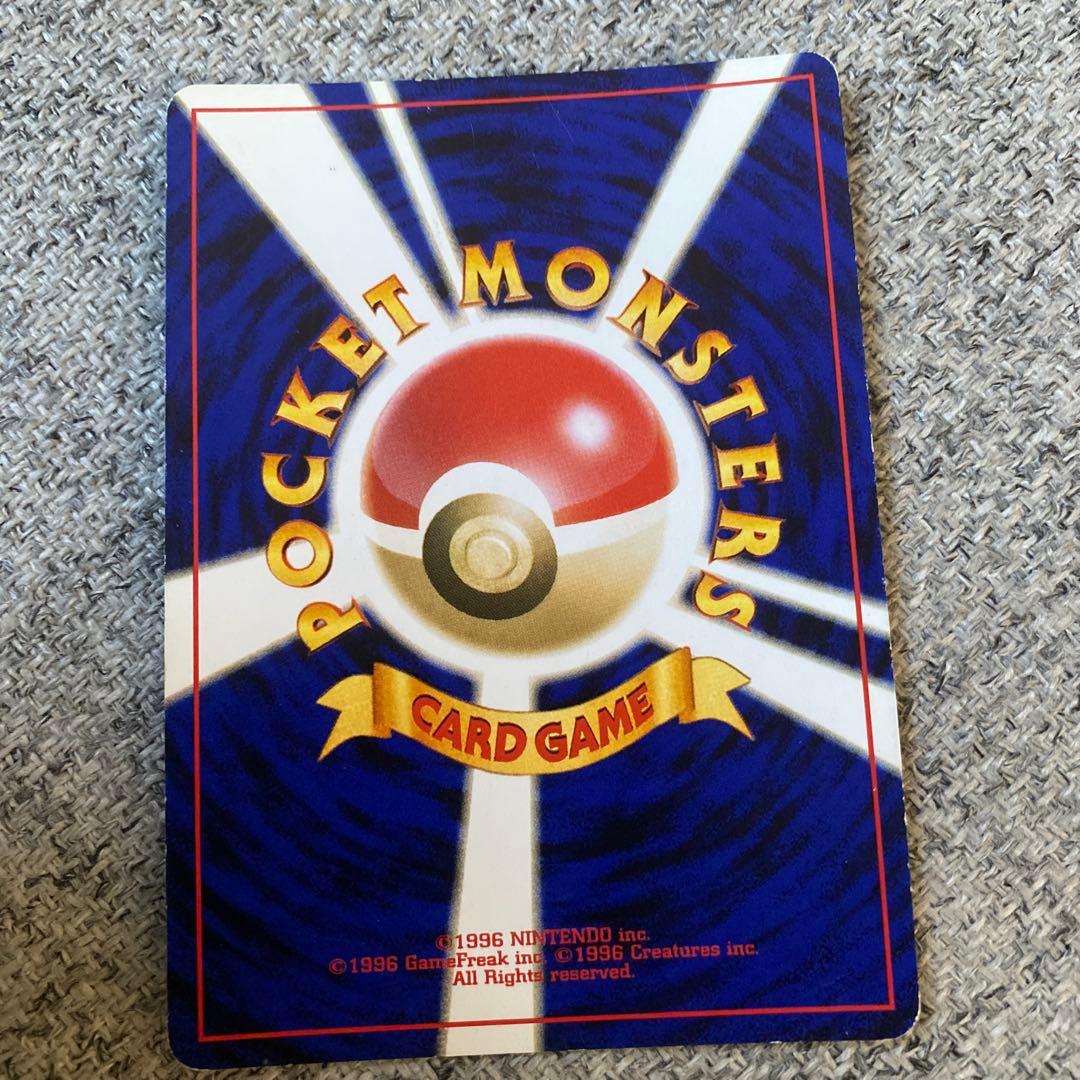 POCKET MONSTERS
CARD GAME
©1996 NINTENDO inc.
©1996 GameFreak inc. ©1996 Creatures inc.
All Rights reserved.